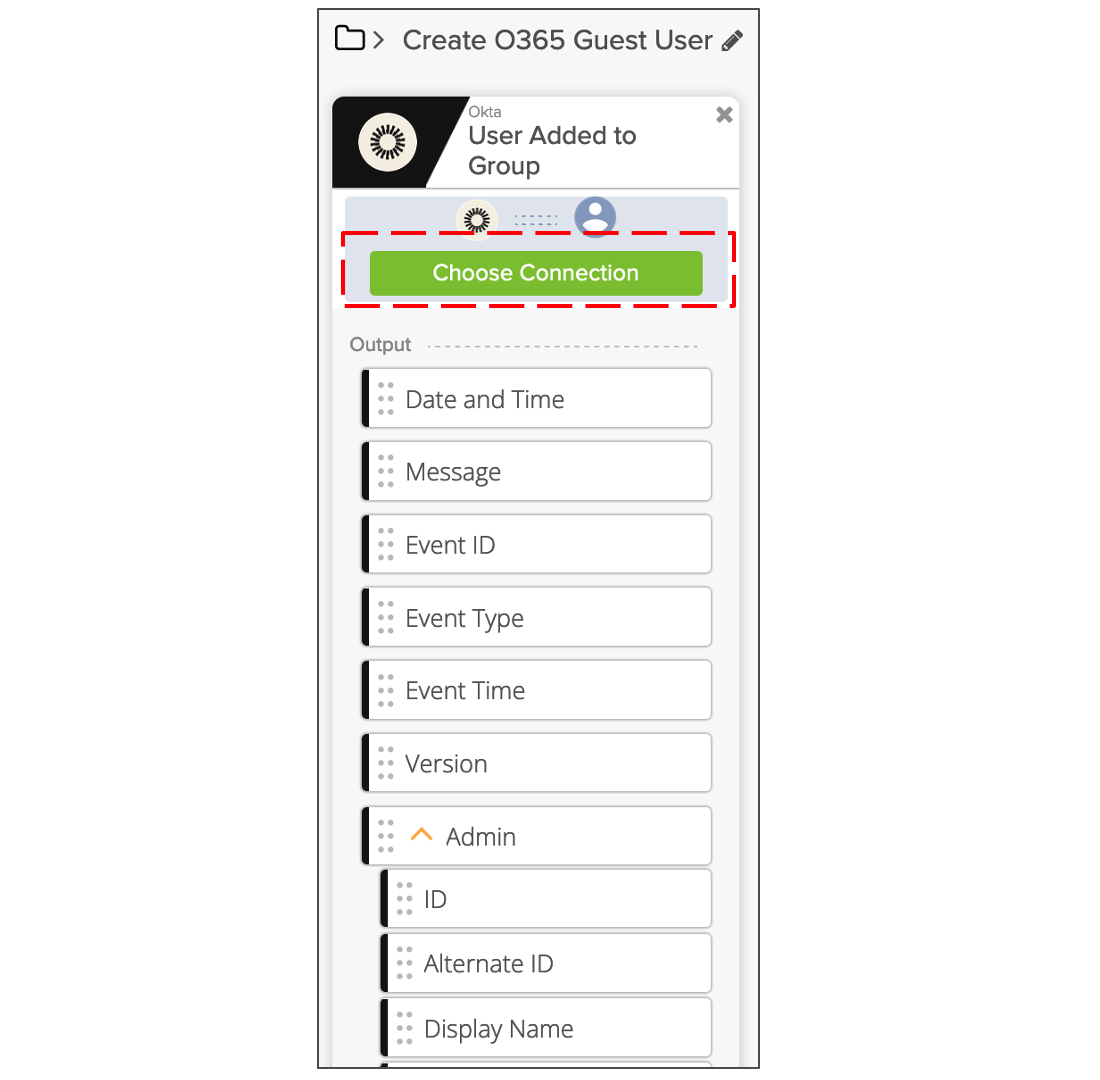 Create O365 Guest User
Okta
User Added to
Group
Choose Connection
Output
Date and Time
Message
Event ID
Event Type
Event Time
Version
Admin
ID
Alternate ID
Display Name